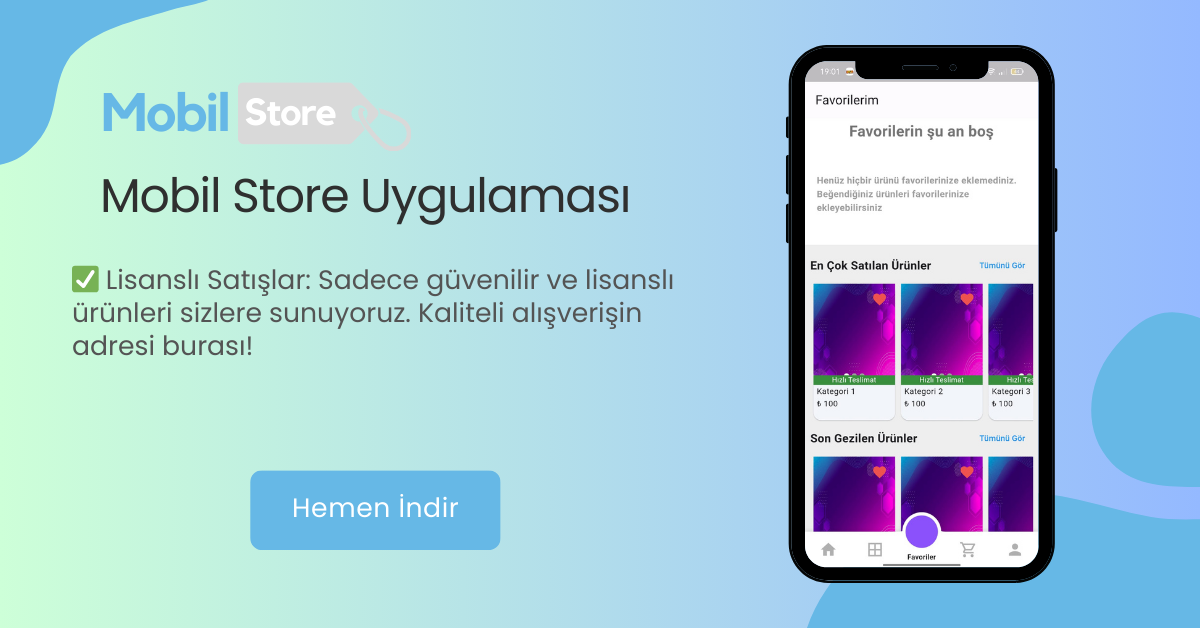 Mobil Store
Mobil Store Uygulaması
✅ Lisanslı Satışlar: Sadece güvenilir ve lisanslı
ürünleri sizlere sunuyoruz. Kaliteli alışverişin
adresi burası!
Hemen İndir
19:01
Favorilerim
Favorilerin şu an boş
Henüz hiçbir ürünü favorilerinize eklemediniz.
Beğendiğiniz ürünleri favorilerinize
ekleyebilirsiniz
En Çok Satılan Ürünler Tümünü Gör
Hızlı Teslimat Hızlı Teslimat Hızlı Tes
Kategori 1 Kategori 2 Kategori 3
₺ 100 ₺ 100 ₺ 100
Son Gezilen Ürünler Tümünü Gör
Favoriler